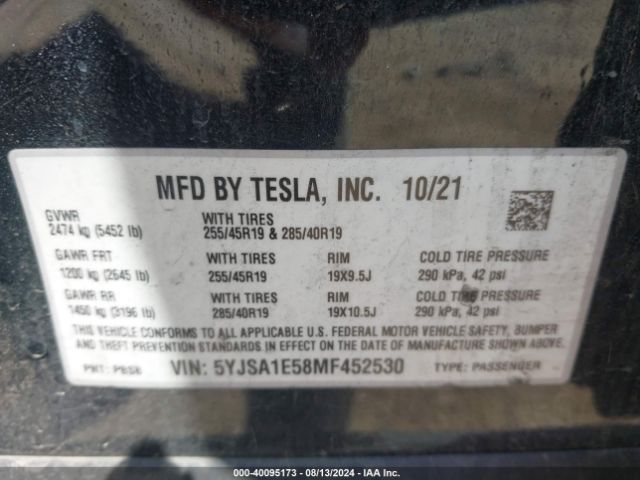 MFD BY TESLA, INC. 10/21
GVWR WITH TIRES
2474 kg (5452 lb) 255/45R19 & 285/40R19
GAWR FRT RIM COLD TIRE PRESSURE
1200 kg (2645 lb) 255/45R19 19X9.5J 290 kPa, 42 psi
GAWR RR RIM COLD TIRE PRESSURE
1450 kg (3196 lb) 285/40R19 19X10.5J 290 kPa, 42 psi
THIS VEHICLE CONFORMS TO ALL APPLICABLE U.S. FEDERAL MOTOR VEHICLE SAFETY, BUMPER
AND THEFT PREVENTION STANDARDS IN EFFECT ON THE DATE OF MANUFACTURE SHOWN ABOVE.
PNT: PBSB VIN: 5YJSA1E58MF452530 TYPE: PASSENGER
000-40095173 - 08/13/2024 - IAA Inc.